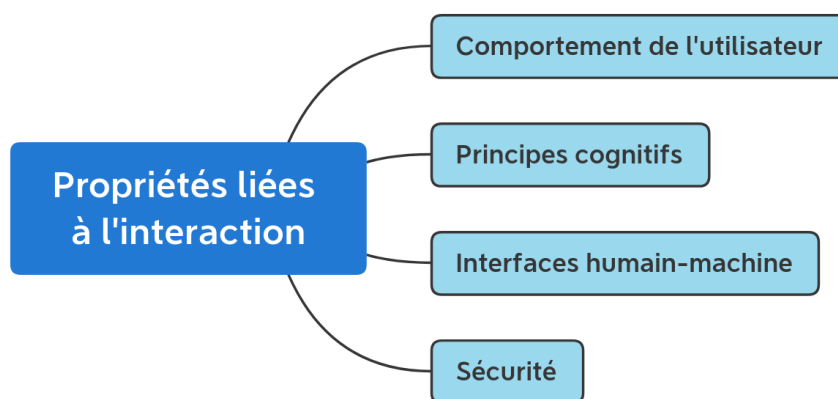 Propriétés liées
à l'interaction
Comportement de l'utilisateur
Principes cognitifs
Interfaces humain-machine
Sécurité